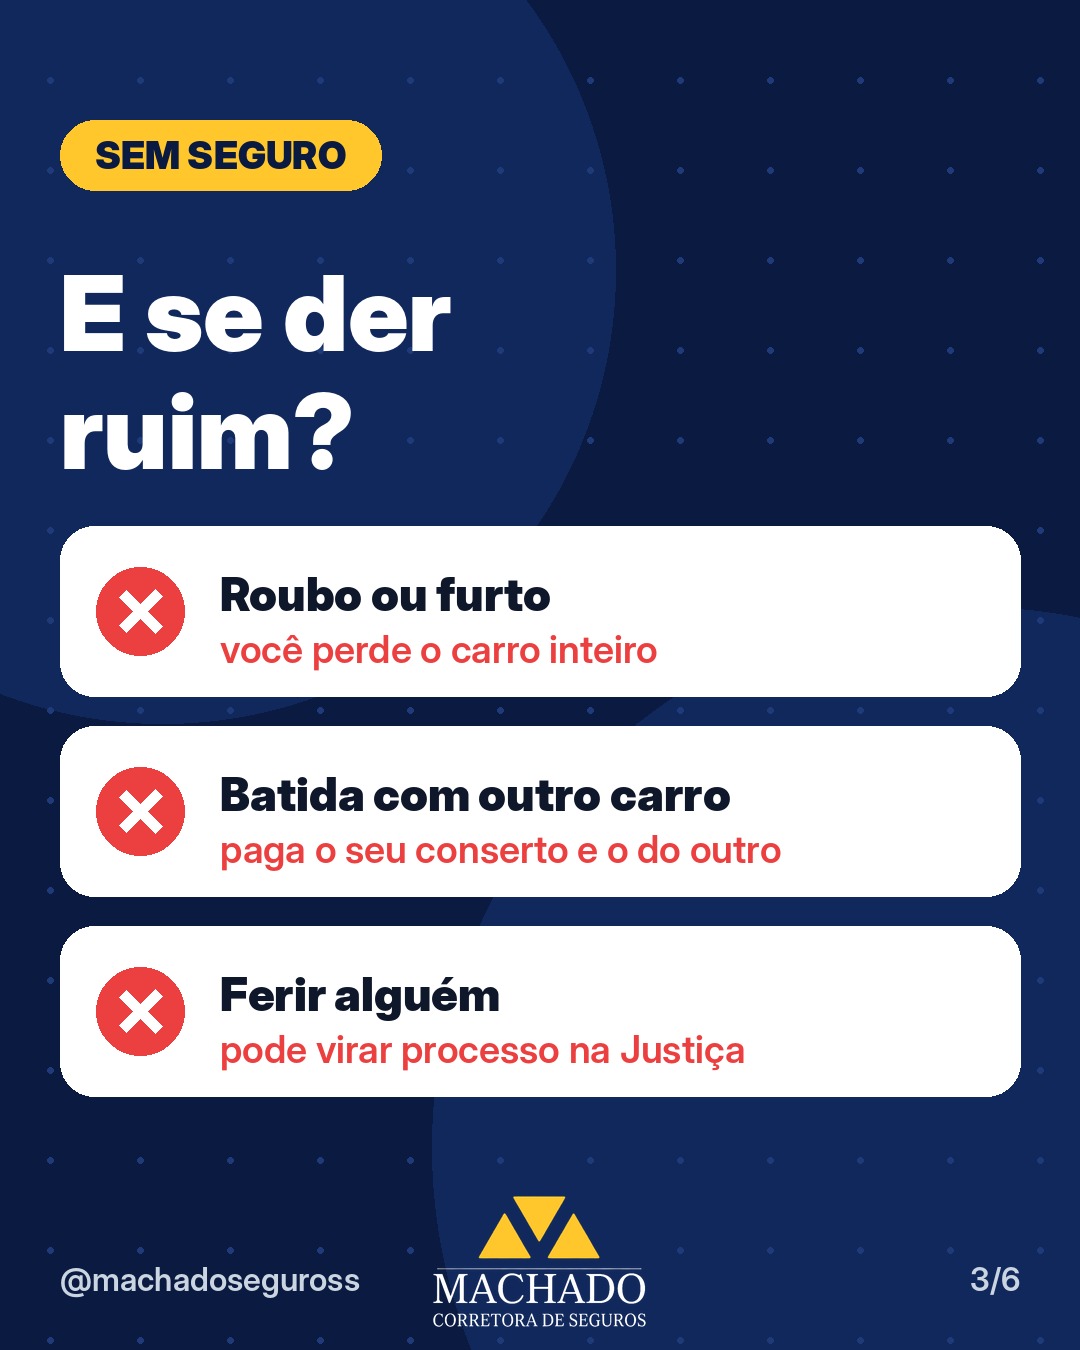 SEM SEGURO
E se der
ruim?
Roubo ou furto
você perde o carro inteiro
Batida com outro carro
paga o seu conserto e o do outro
Ferir alguém
pode virar processo na Justiça
@machadoseguross
MACHADO
CORRETORA DE SEGUROS
3/6